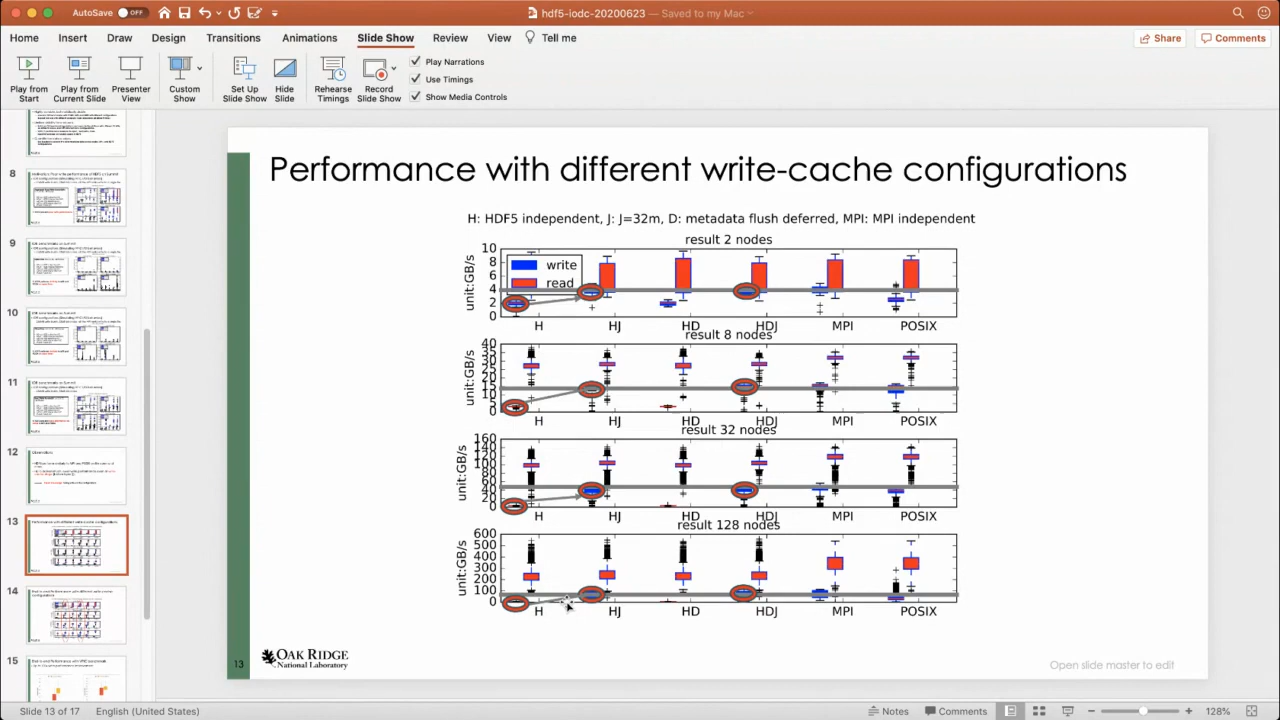 AutoSave OFF
hdf5-iodc-20200623 — Saved to my Mac
Home Insert Draw Design Transitions Animations Slide Show Review View Tell me
Share Comments
Play from Start
Play from Current Slide
Presenter View
Custom Show
Set Up Slide Show
Hide Slide
Rehearse Timings
Record Slide Show
Play Narrations
Use Timings
Show Media Controls
8
9
10
11
12
13
14
15
Performance with different write-cache configurations
H: HDF5 independent, J: J=32m, D: metadata flush deferred, MPI: MPI independent
result 2 nodes
unit:GB/s
10
8
6
4
2
0
write
read
H HJ HD HDJ MPI POSIX
result 8 nodes
unit:GB/s
40
35
30
25
20
15
10
5
0
H HJ HD HDJ MPI POSIX
result 32 nodes
unit:GB/s
160
H HJ HD HDJ MPI POSIX
result 128 nodes
unit:GB/s
600
500
400
300
200
100
0
H HJ HD HDJ MPI POSIX
13
OAK RIDGE
National Laboratory
Open slide master to edit
Slide 13 of 17 English (United States)
Notes Comments 128%